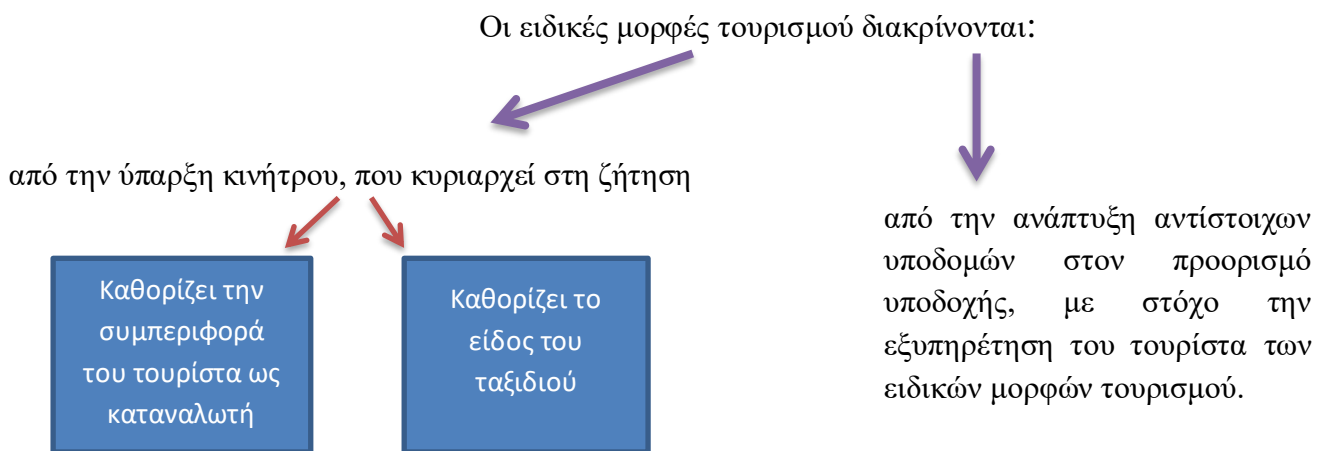 Οι ειδικές μορφές τουρισμού διακρίνονται:
από την ύπαρξη κινήτρου, που κυριαρχεί στη ζήτηση
Καθορίζει την
συμπεριφορά
του τουρίστα ως
καταναλωτή
Καθορίζει το
είδος του
ταξιδιού
από την ανάπτυξη αντίστοιχων
υποδομών στον προορισμό
υποδοχής, με στόχο την
εξυπηρέτηση του τουρίστα των
ειδικών μορφών τουρισμού.